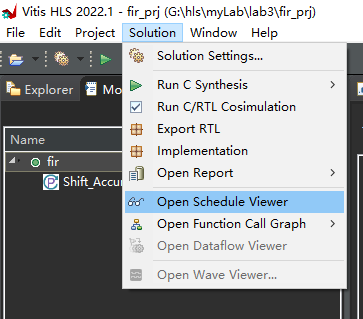 Vitis HLS 2022.1 - fir_prj (G:\hls\myLab\lab3\fir_prj)
File Edit Project Solution Window Help
Solution Settings...
Explorer
Run C Synthesis
Run C/RTL Cosimulation
Name
Export RTL
fir
Implementation
Shift_Accu
Open Report
Open Schedule Viewer
Open Function Call Graph
Open Dataflow Viewer
Open Wave Viewer...